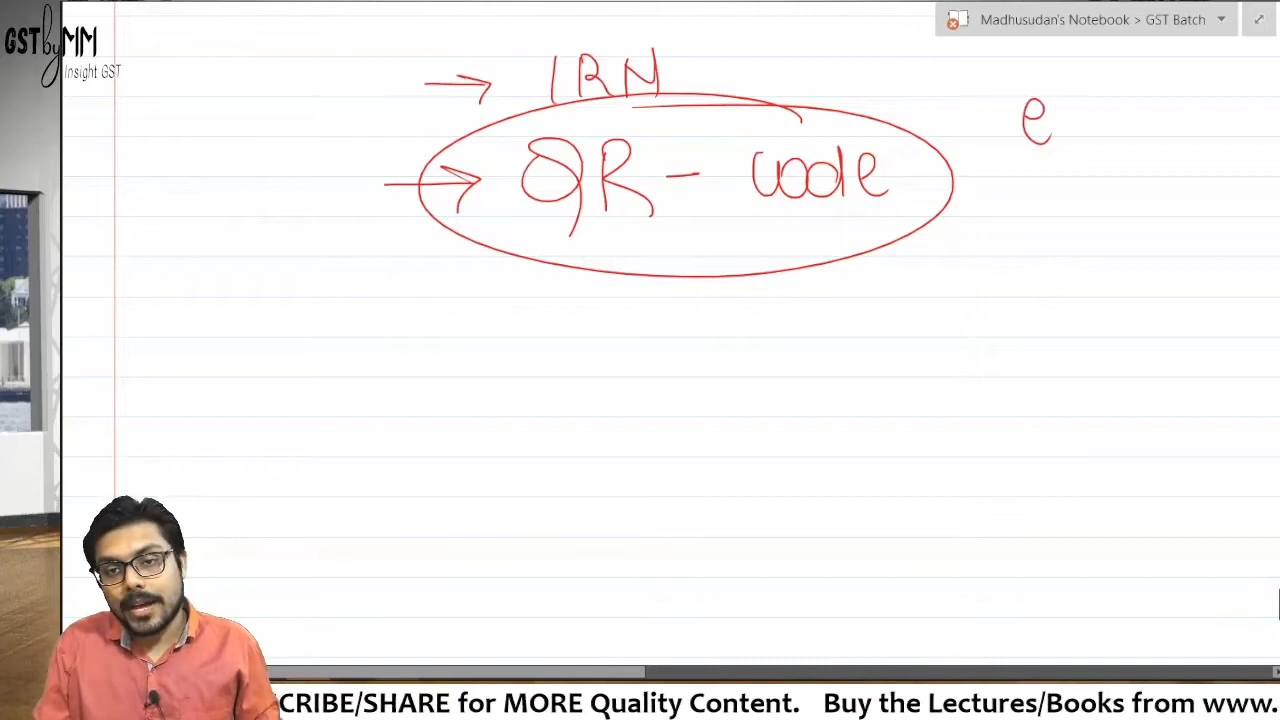 GST by MM
Insight GST
Madhusudan's Notebook > GST Batch
→ IRN
→ QR - code
e
CRIBE/SHARE for MORE Quality Content. Buy the Lectures/Books from www.